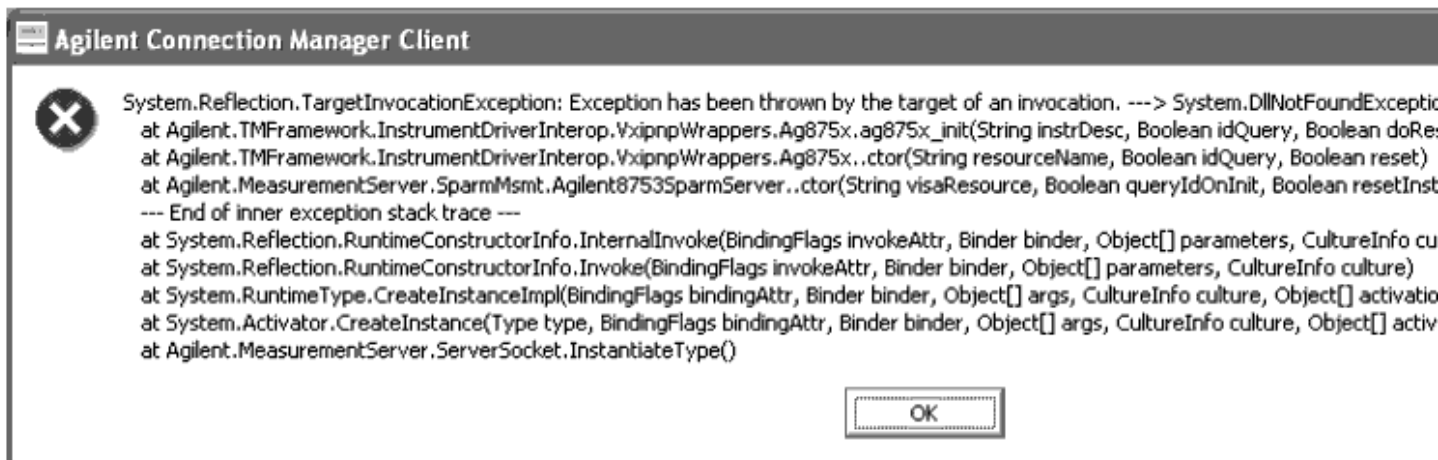 Agilent Connection Manager Client
System.Reflection.TargetInvocationException: Exception has been thrown by the target of an invocation. ---> System.DllNotFoundExceptio
at Agilent.TMFramework.InstrumentDriverInterop.VxipnpWrappers.Ag875x.ag875x_init(String instrDesc, Boolean idQuery, Boolean doRes
at Agilent.TMFramework.InstrumentDriverInterop.VxipnpWrappers.Ag875x..ctor(String resourceName, Boolean idQuery, Boolean reset)
at Agilent.MeasurementServer.SparmMsmt.Agilent8753SparmServer..ctor(String visaResource, Boolean queryIdOnInit, Boolean resetInst
--- End of inner exception stack trace ---
at System.Reflection.RuntimeConstructorInfo.InternalInvoke(BindingFlags invokeAttr, Binder binder, Object[] parameters, CultureInfo cu
at System.Reflection.RuntimeConstructorInfo.Invoke(BindingFlags invokeAttr, Binder binder, Object[] parameters, CultureInfo culture)
at System.RuntimeType.CreateInstanceImpl(BindingFlags bindingAttr, Binder binder, Object[] args, CultureInfo culture, Object[] activatio
at System.Activator.CreateInstance(Type type, BindingFlags bindingAttr, Binder binder, Object[] args, CultureInfo culture, Object[] activ
at Agilent.MeasurementServer.ServerSocket.InstantiateType()
OK